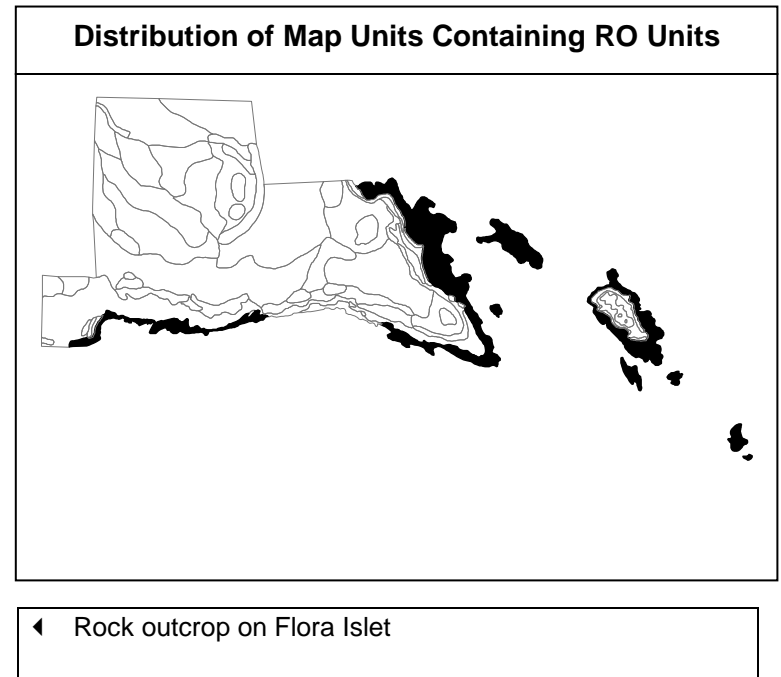 Distribution of Map Units Containing RO Units
◄ Rock outcrop on Flora Islet